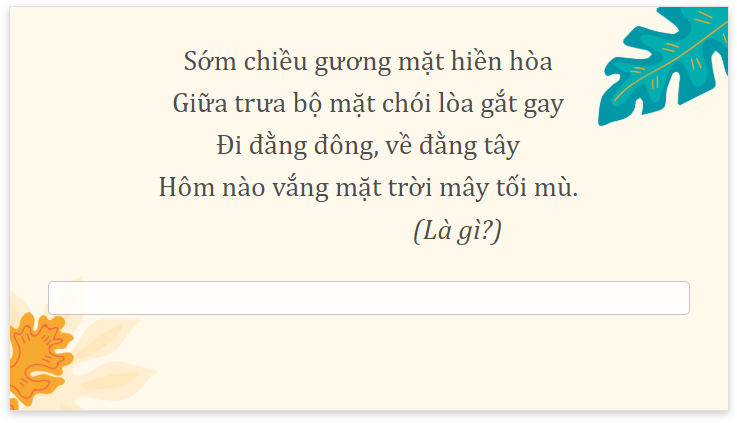 Sớm chiều gương mặt hiền hòa
Giữa trưa bộ mặt chói lòa gắt gay
Đi đằng đông, về đằng tây
Hôm nào vắng mặt trời mây tối mù.
(Là gì?)